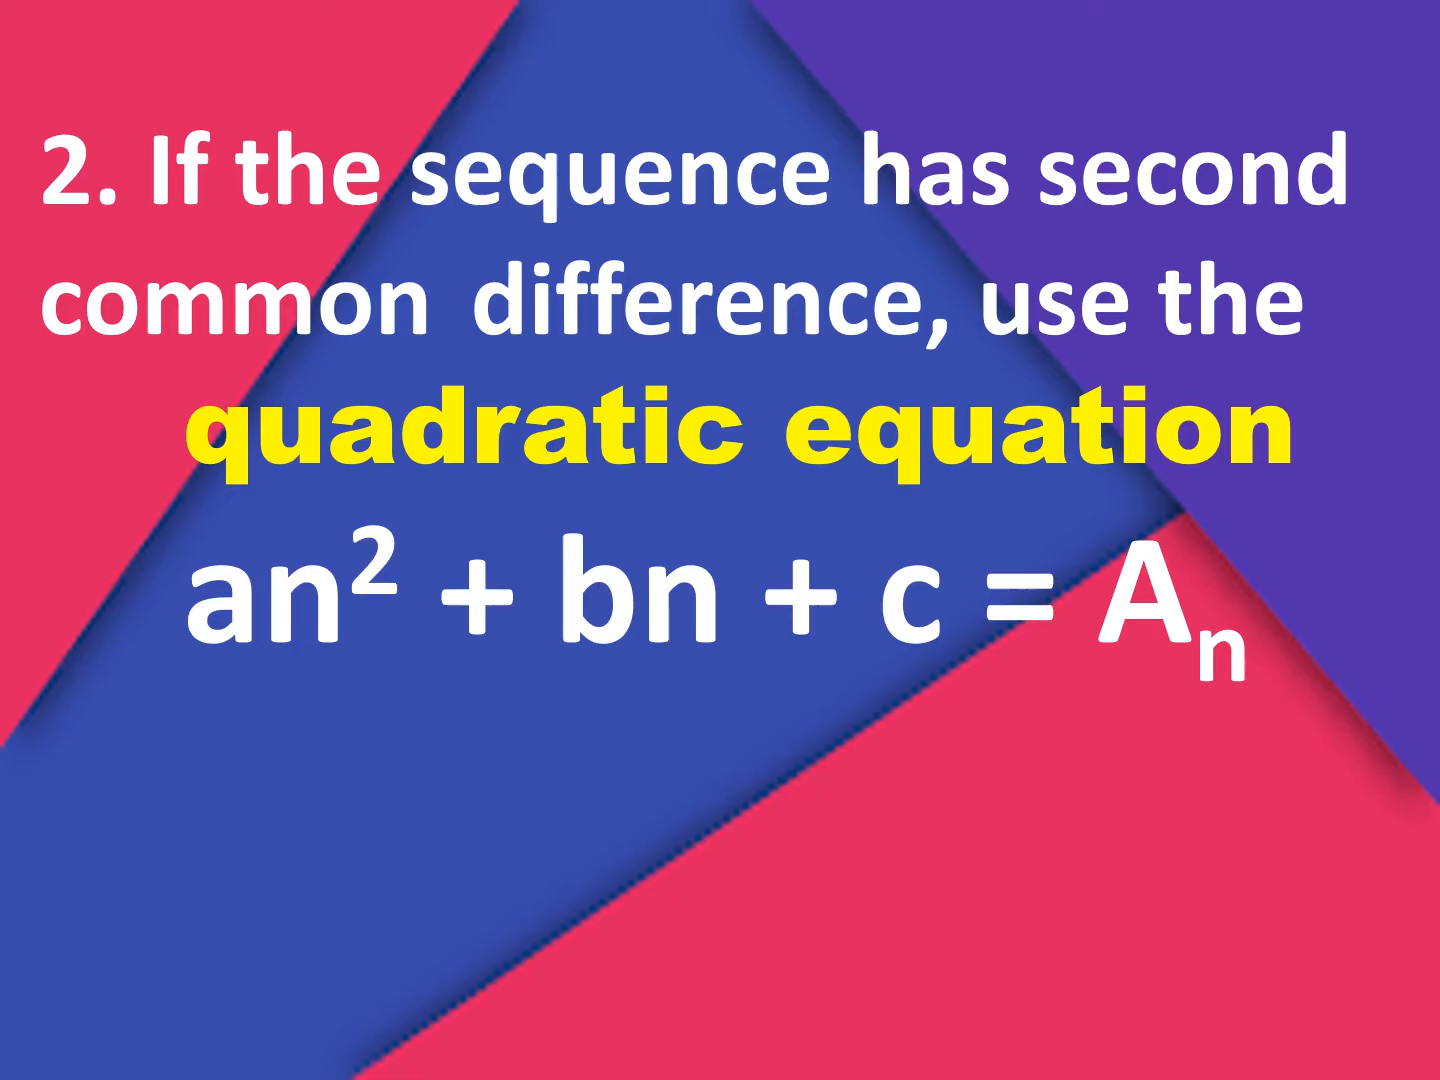 2. If the sequence has second
common difference, use the
quadratic equation
an² + bn + c = Aₙ